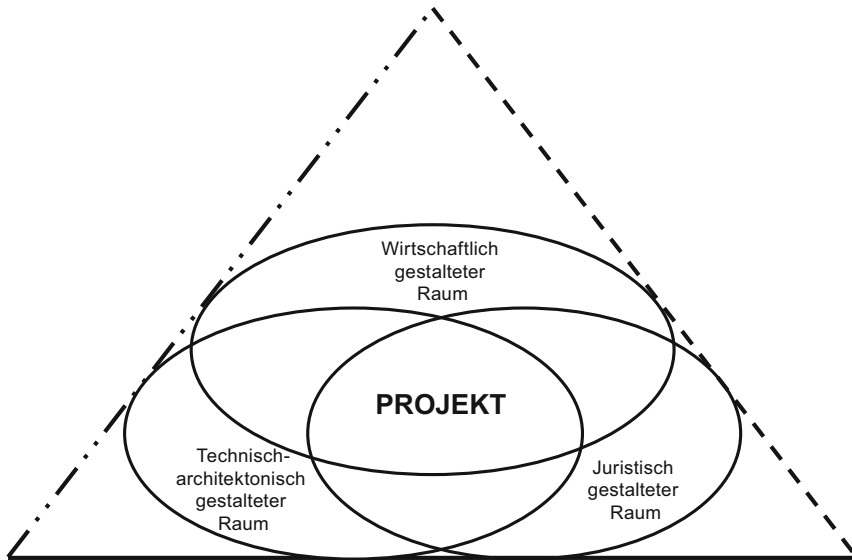 Wirtschaftlich
gestalteter
Raum
PROJEKT
Technisch-
architektonisch
gestalteter
Raum
Juristisch
gestalteter
Raum